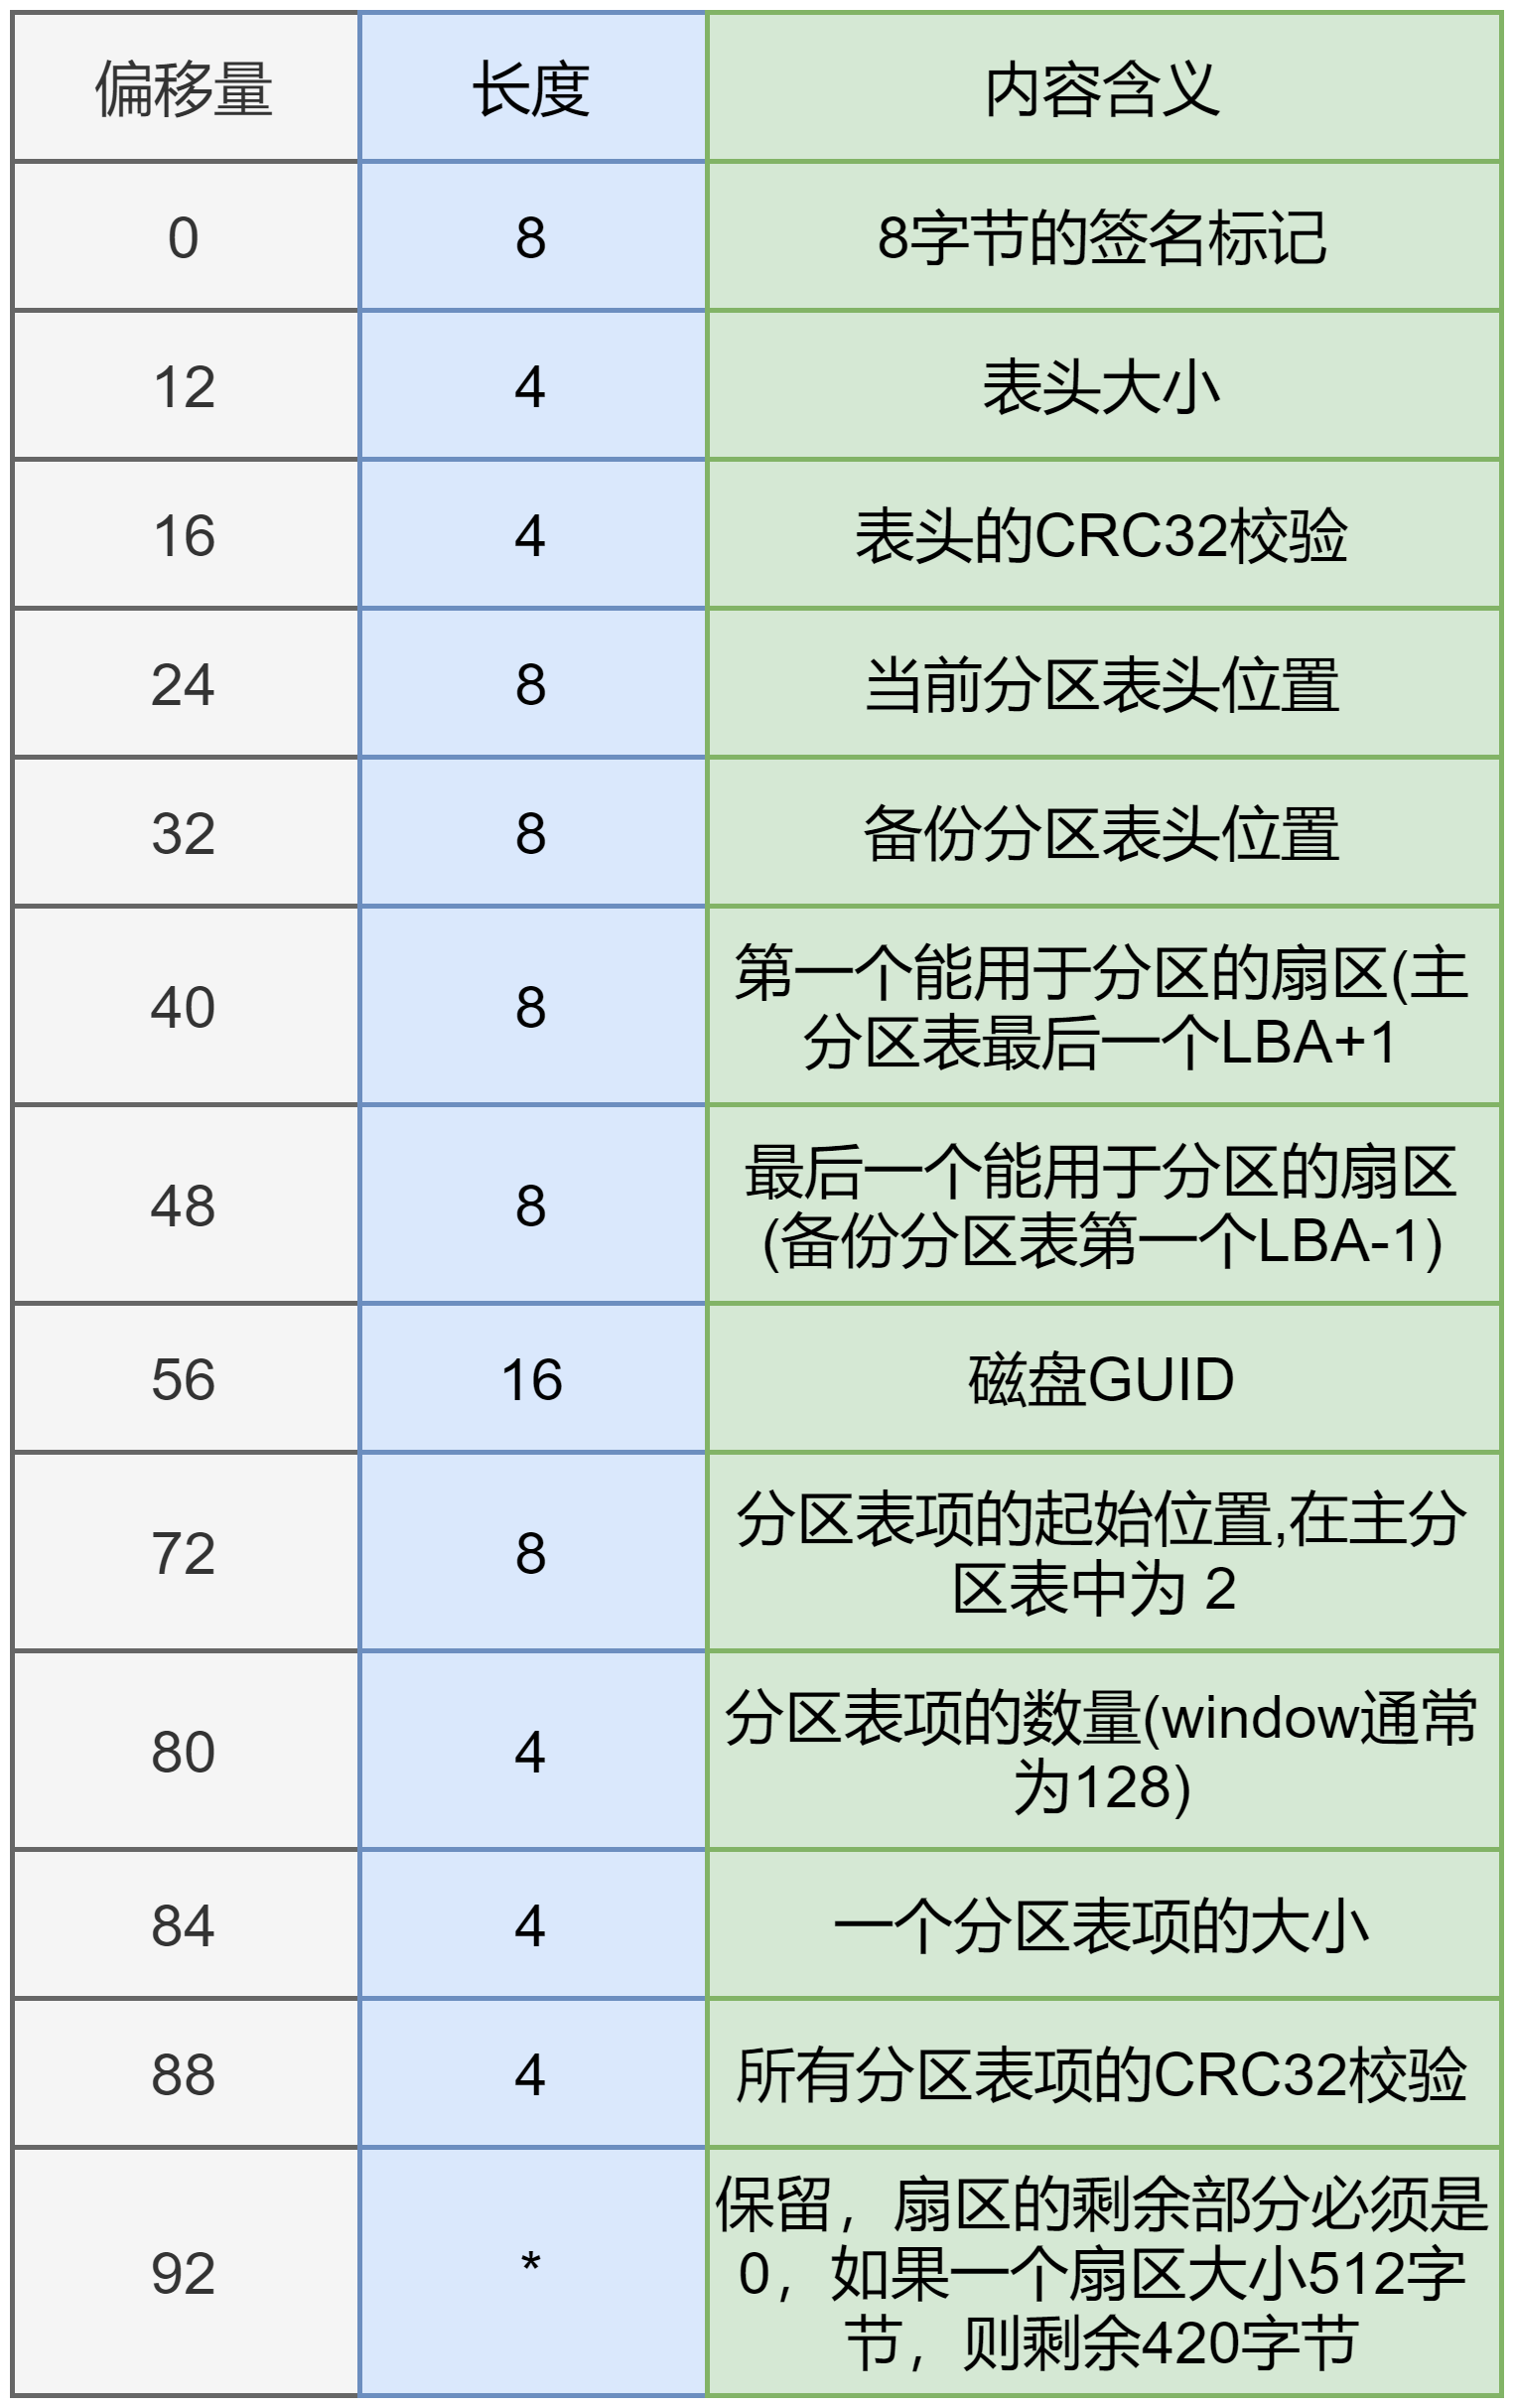 偏移量 长度 内容含义
0 8 8字节的签名标记
12 4 表头大小
16 4 表头的CRC32校验
24 8 当前分区表头位置
32 8 备份分区表头位置
40 8 第一个能用于分区的扇区(主
分区表最后一个LBA+1
48 8 最后一个能用于分区的扇区
(备份分区表第一个LBA-1)
56 16 磁盘GUID
72 8 分区表项的起始位置,在主分
区表中为 2
80 4 分区表项的数量(window通常
为128)
84 4 一个分区表项的大小
88 4 所有分区表项的CRC32校验
92 * 保留，扇区的剩余部分必须是
0，如果一个扇区大小512字
节，则剩余420字节